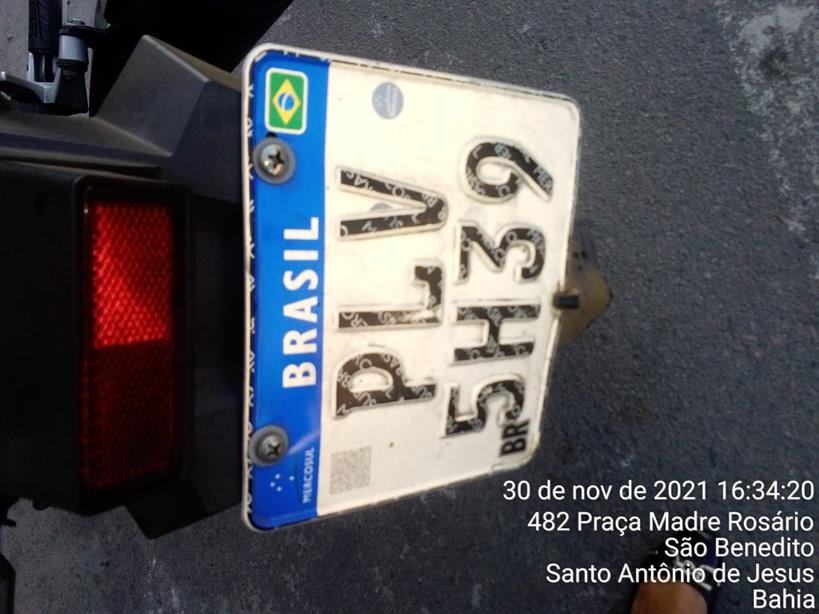 MERCOSUL
BRASIL
PLV
5H39
BR
30 de nov de 2021 16:34:20
482 Praça Madre Rosário
São Benedito
Santo Antônio de Jesus
Bahia